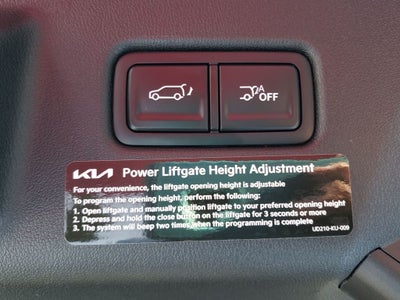 A
OFF
KIA Power Liftgate Height Adjustment
For your convenience, the liftgate opening height is adjustable
To program the opening height, perform the following:
1. Open liftgate and manually position liftgate to your preferred opening height
2. Depress and hold the close button on the liftgate for 3 seconds or more
3. The system will beep two times when the programming is complete
UD210-KU-009